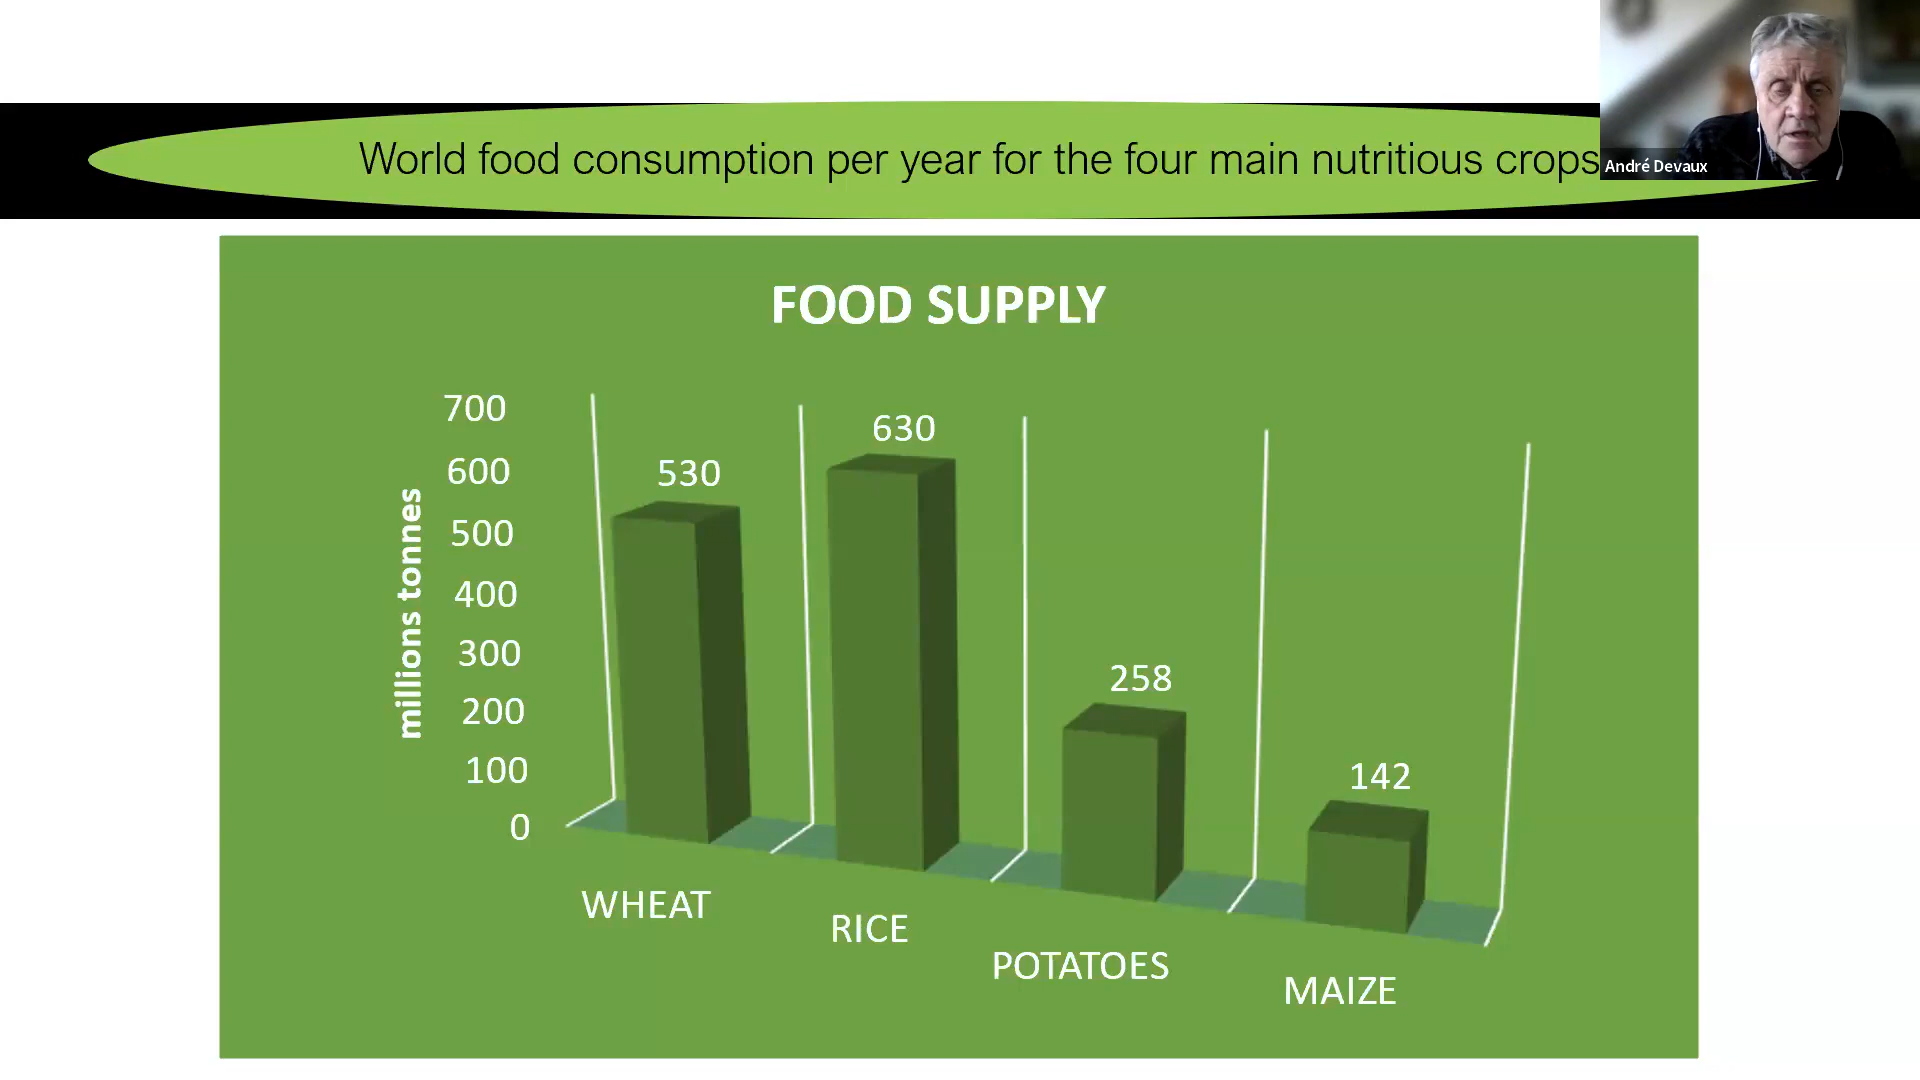 World food consumption per year for the four main nutritious crops
André Devaux
FOOD SUPPLY
millions tonnes
700
600
500
400
300
200
100
0
530
630
258
142
WHEAT
RICE
POTATOES
MAIZE